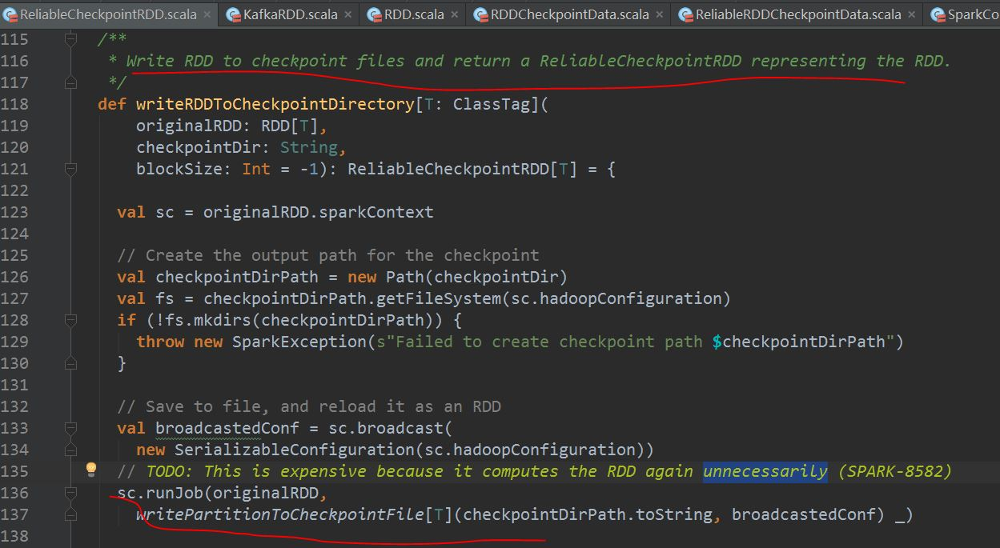 ReliableCheckpointRDD.scala × KafkaRDD.scala × RDD.scala × RDDCheckpointData.scala × ReliableRDDCheckpointData.scala × SparkCo
115 /**
116 * Write RDD to checkpoint files and return a ReliableCheckpointRDD representing the RDD.
117 */
118 def writeRDDToCheckpointDirectory[T: ClassTag](
119 originalRDD: RDD[T],
120 checkpointDir: String,
121 blockSize: Int = -1): ReliableCheckpointRDD[T] = {
122
123 val sc = originalRDD.sparkContext
124
125 // Create the output path for the checkpoint
126 val checkpointDirPath = new Path(checkpointDir)
127 val fs = checkpointDirPath.getFileSystem(sc.hadoopConfiguration)
128 if (!fs.mkdirs(checkpointDirPath)) {
129 throw new SparkException(s"Failed to create checkpoint path $checkpointDirPath")
130 }
131
132 // Save to file, and reload it as an RDD
133 val broadcastedConf = sc.broadcast(
134 new SerializableConfiguration(sc.hadoopConfiguration))
135 // TODO: This is expensive because it computes the RDD again unnecessarily (SPARK-8582)
136 sc.runJob(originalRDD,
137 writePartitionToCheckpointFile[T](checkpointDirPath.toString, broadcastedConf) _)
138